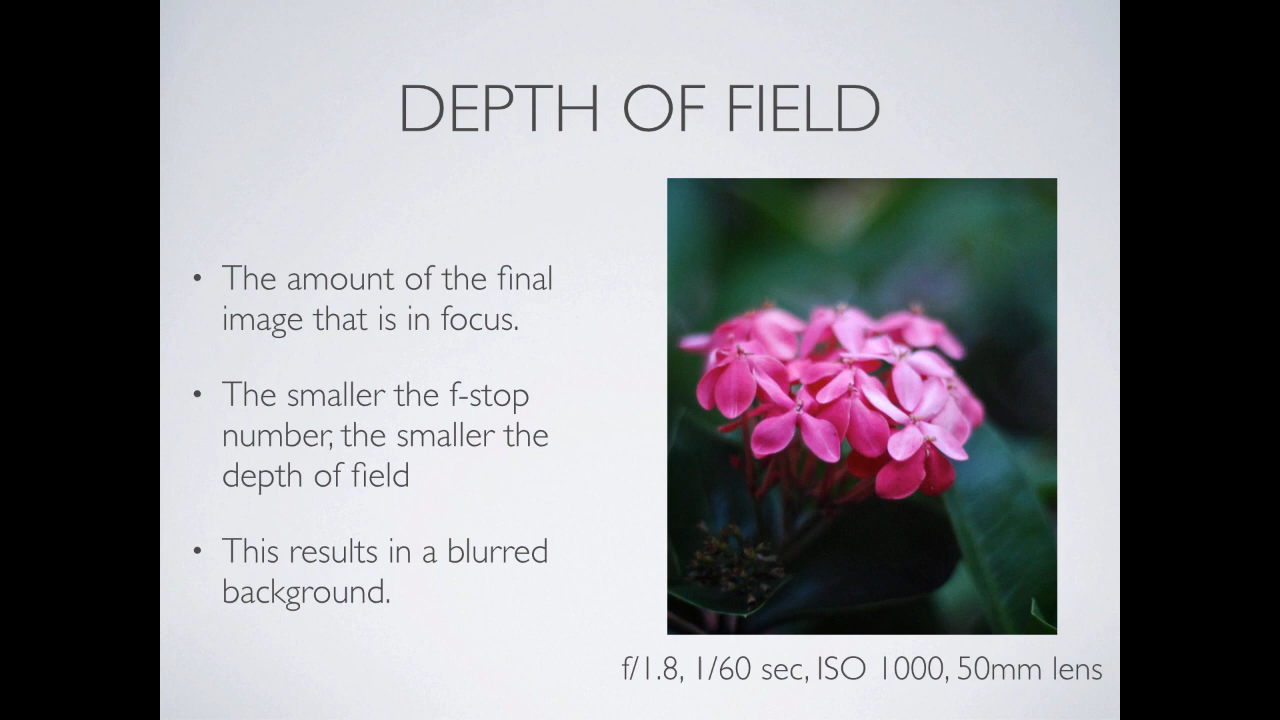 DEPTH OF FIELD
• The amount of the final
image that is in focus.
• The smaller the f-stop
number, the smaller the
depth of field
• This results in a blurred
background.
f/1.8, 1/60 sec, ISO 1000, 50mm lens